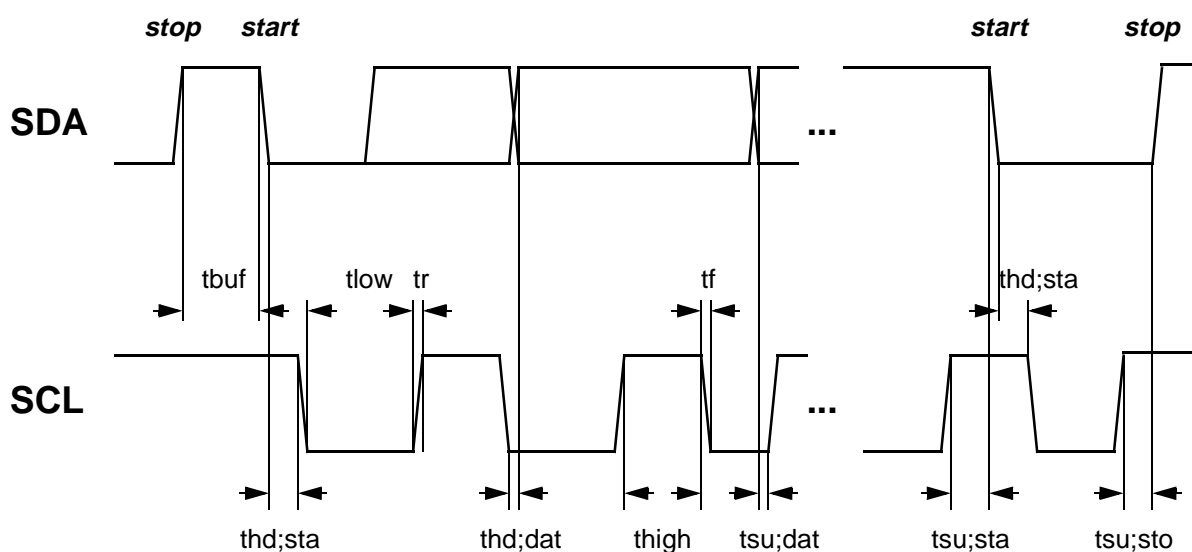 stop start start stop
SDA ...
tbuf tlow tr tf thd;sta
SCL ...
thd;sta thd;dat thigh tsu;dat tsu;sta tsu;sto